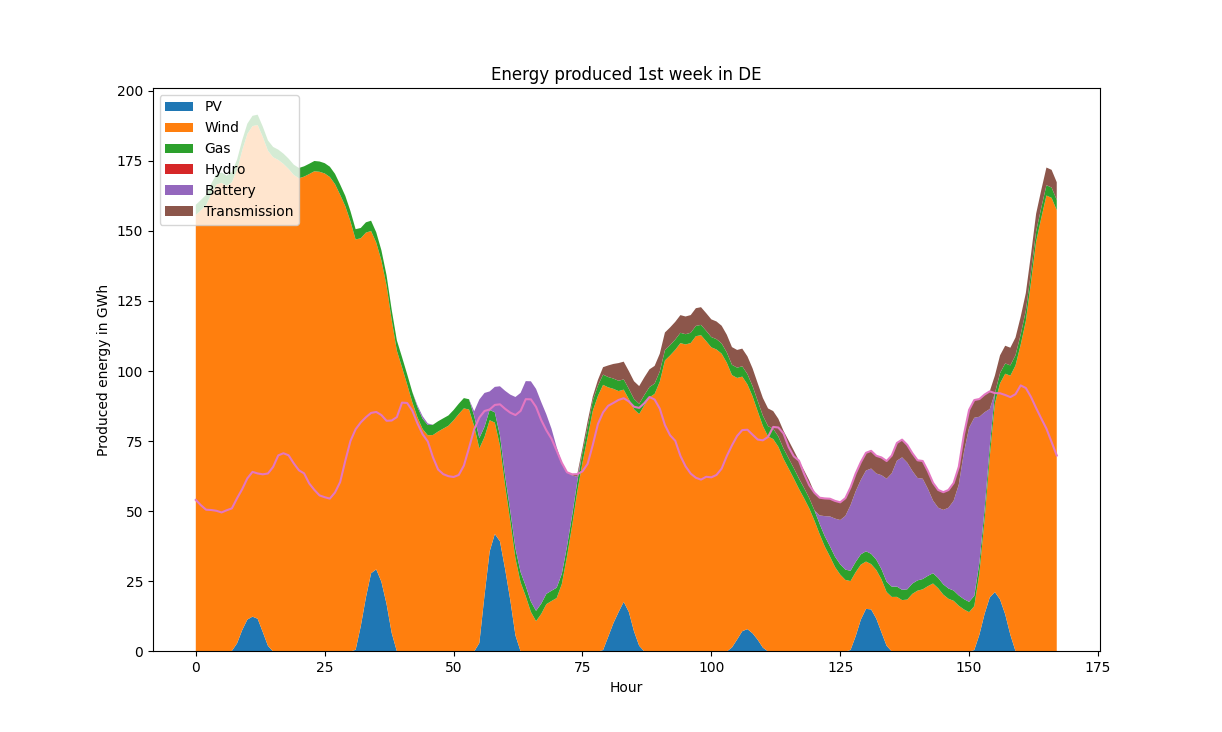 Energy produced 1st week in DE
200
175
150
125
100
75
50
25
0
Produced energy in GWh
PV
Wind
Gas
Hydro
Battery
Transmission
0 25 50 75 100 125 150 175
Hour